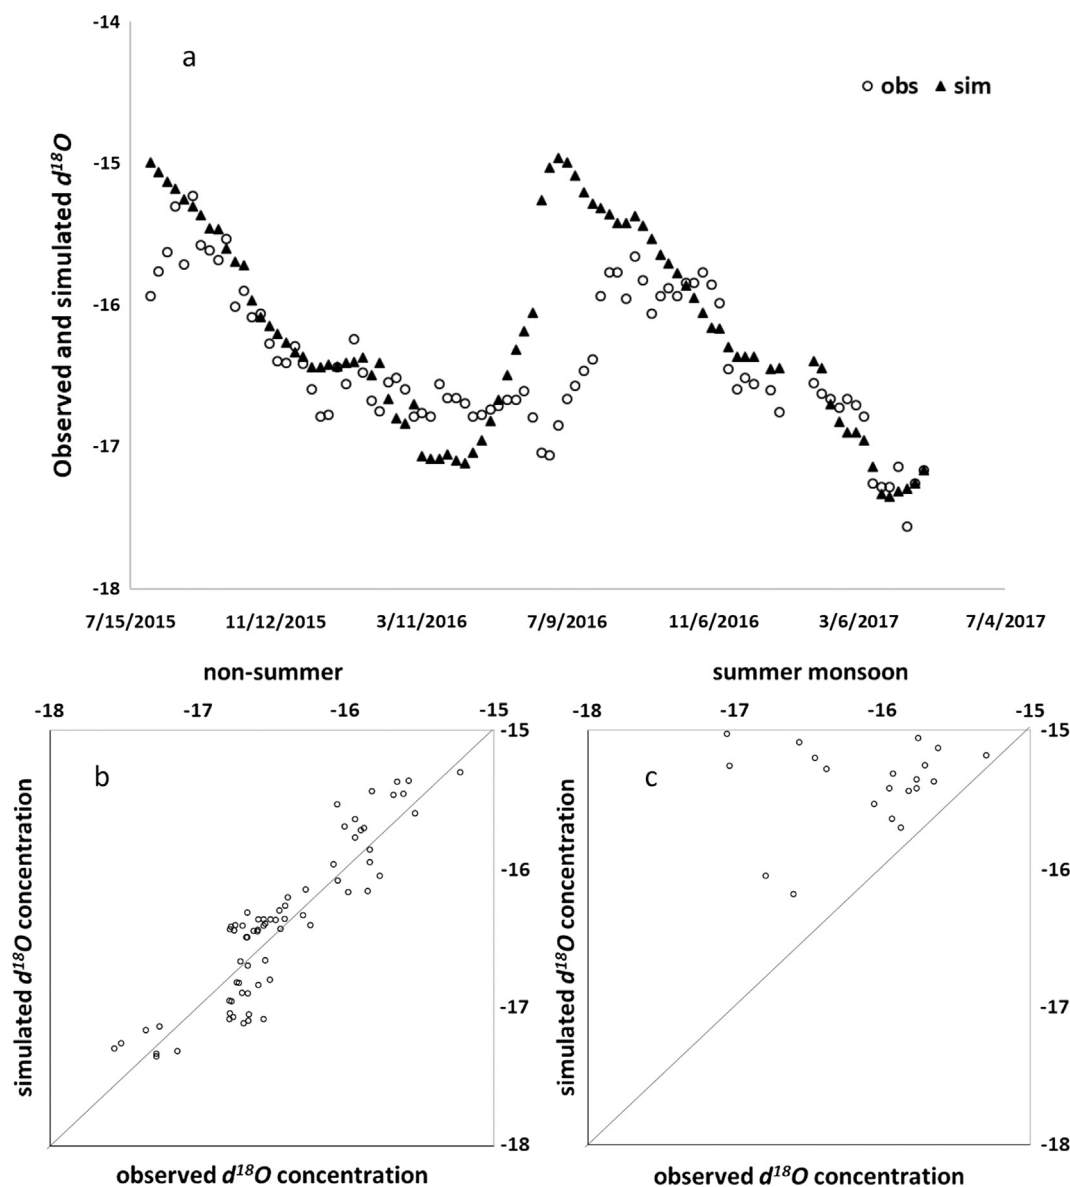 -14
a
obs sim
-15
Observed and simulated d18O
-16
-17
-18
7/15/2015 11/12/2015 3/11/2016 7/9/2016 11/6/2016 3/6/2017 7/4/2017
non-summer
-18 -17 -16 -15
-15
b
simulated d18O concentration
-16
-17
-18
observed d18O concentration
summer monsoon
-18 -17 -16 -15
-15
c
simulated d18O concentration
-16
-17
-18
observed d18O concentration